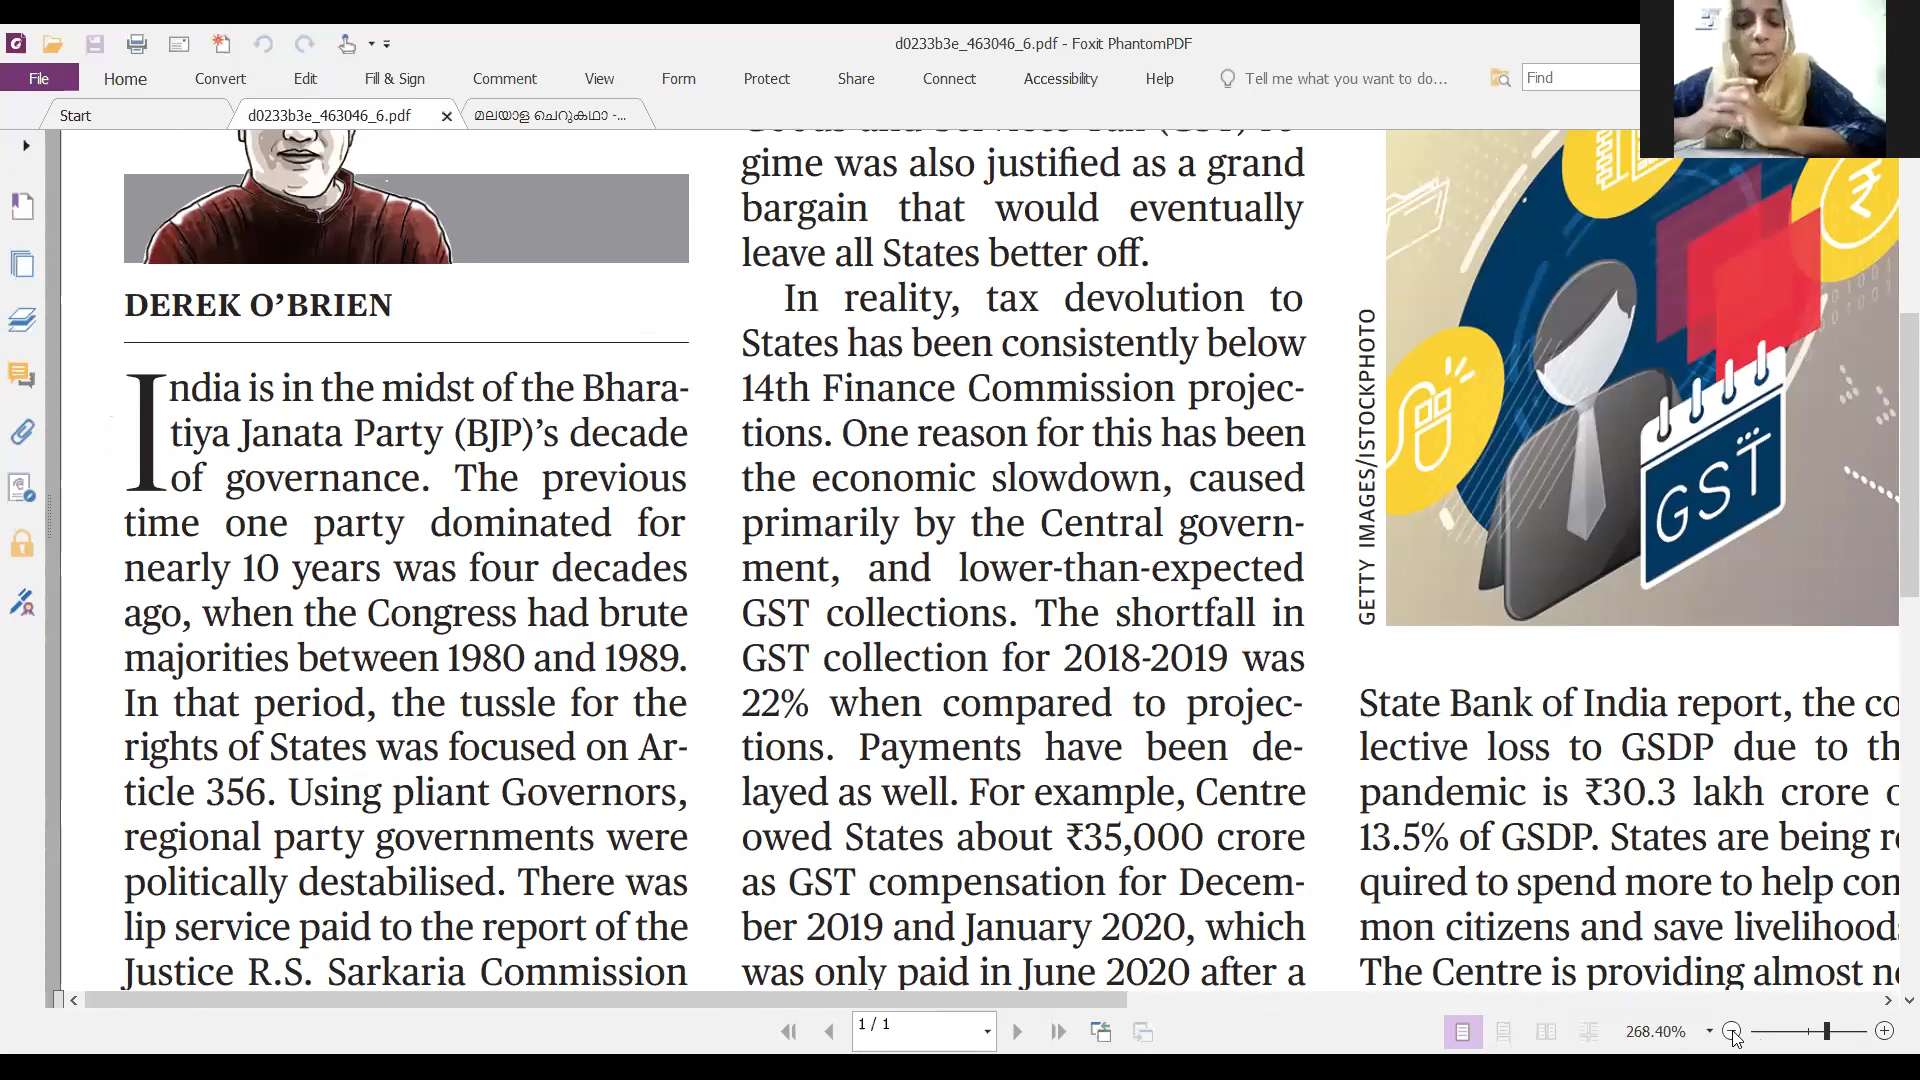 d0233b3e_463046_6.pdf - Foxit PhantomPDF
File Home Convert Edit Fill & Sign Comment View Form Protect Share Connect Accessibility Help Tell me what you want to do... Find
Start d0233b3e_463046_6.pdf മലയാള ചെറുകഥാ -...
DEREK O’BRIEN
India is in the midst of the Bhara-
tiya Janata Party (BJP)’s decade
of governance. The previous
time one party dominated for
nearly 10 years was four decades
ago, when the Congress had brute
majorities between 1980 and 1989.
In that period, the tussle for the
rights of States was focused on Ar-
ticle 356. Using pliant Governors,
regional party governments were
politically destabilised. There was
lip service paid to the report of the
Justice R.S. Sarkaria Commission
gime was also justified as a grand
bargain that would eventually
leave all States better off.
In reality, tax devolution to
States has been consistently below
14th Finance Commission projec-
tions. One reason for this has been
the economic slowdown, caused
primarily by the Central govern-
ment, and lower-than-expected
GST collections. The shortfall in
GST collection for 2018-2019 was
22% when compared to projec-
tions. Payments have been de-
layed as well. For example, Centre
owed States about ₹35,000 crore
as GST compensation for Decem-
ber 2019 and January 2020, which
was only paid in June 2020 after a
GETTY IMAGES/ISTOCKPHOTO
₹
GST
State Bank of India report, the co
lective loss to GSDP due to th
pandemic is ₹30.3 lakh crore o
13.5% of GSDP. States are being re
quired to spend more to help com
mon citizens and save livelihoods
The Centre is providing almost no
1 / 1
268.40%